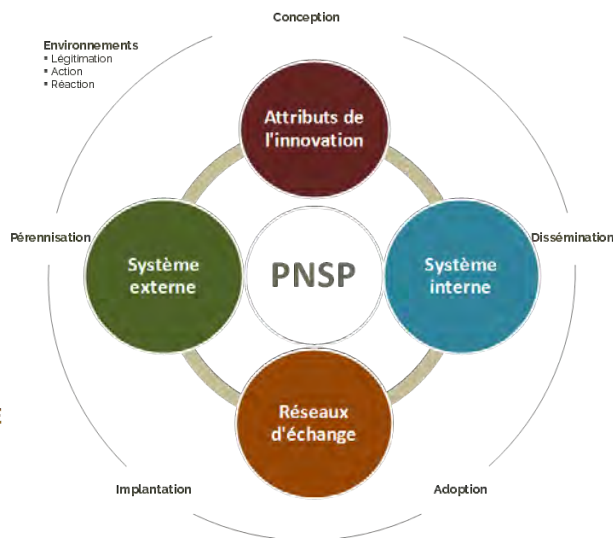 Conception
Environnements
▪ Légitimation
▪ Action
▪ Réaction
Attributs de
l'innovation
Pérennisation
Dissémination
Système
externe
PNSP
Système
interne
Réseaux
d'échange
E
Implantation
Adoption